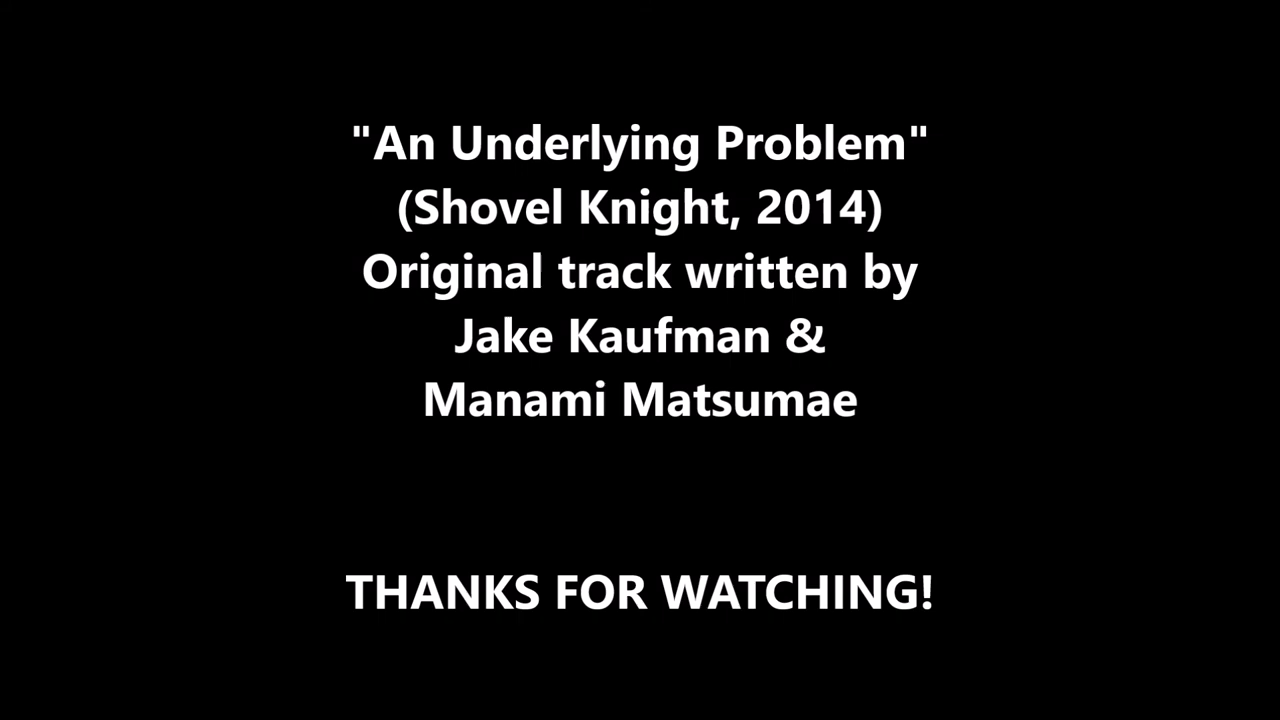 "An Underlying Problem"
(Shovel Knight, 2014)
Original track written by
Jake Kaufman &
Manami Matsumae
THANKS FOR WATCHING!